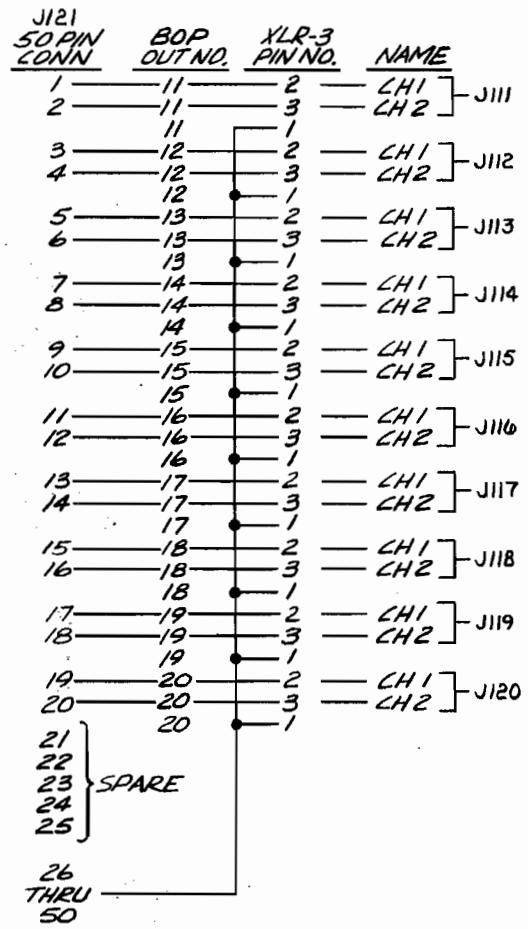 J121
50 PIN BOP XLR-3
CONN OUT NO. PIN NO. NAME
1 11 2 CH1
J111
2 11 3 CH2
11 1
3 12 2 CH1
J112
4 12 3 CH2
12 1
5 13 2 CH1
J113
6 13 3 CH2
13 1
7 14 2 CH1
J114
8 14 3 CH2
14 1
9 15 2 CH1
J115
10 15 3 CH2
15 1
11 16 2 CH1
J116
12 16 3 CH2
16 1
13 17 2 CH1
J117
14 17 3 CH2
17 1
15 18 2 CH1
J118
16 18 3 CH2
18 1
17 19 2 CH1
J119
18 19 3 CH2
19 1
19 20 2 CH1
J120
20 20 3 CH2
20 1
21
22
23 SPARE
24
25
26
THRU
50